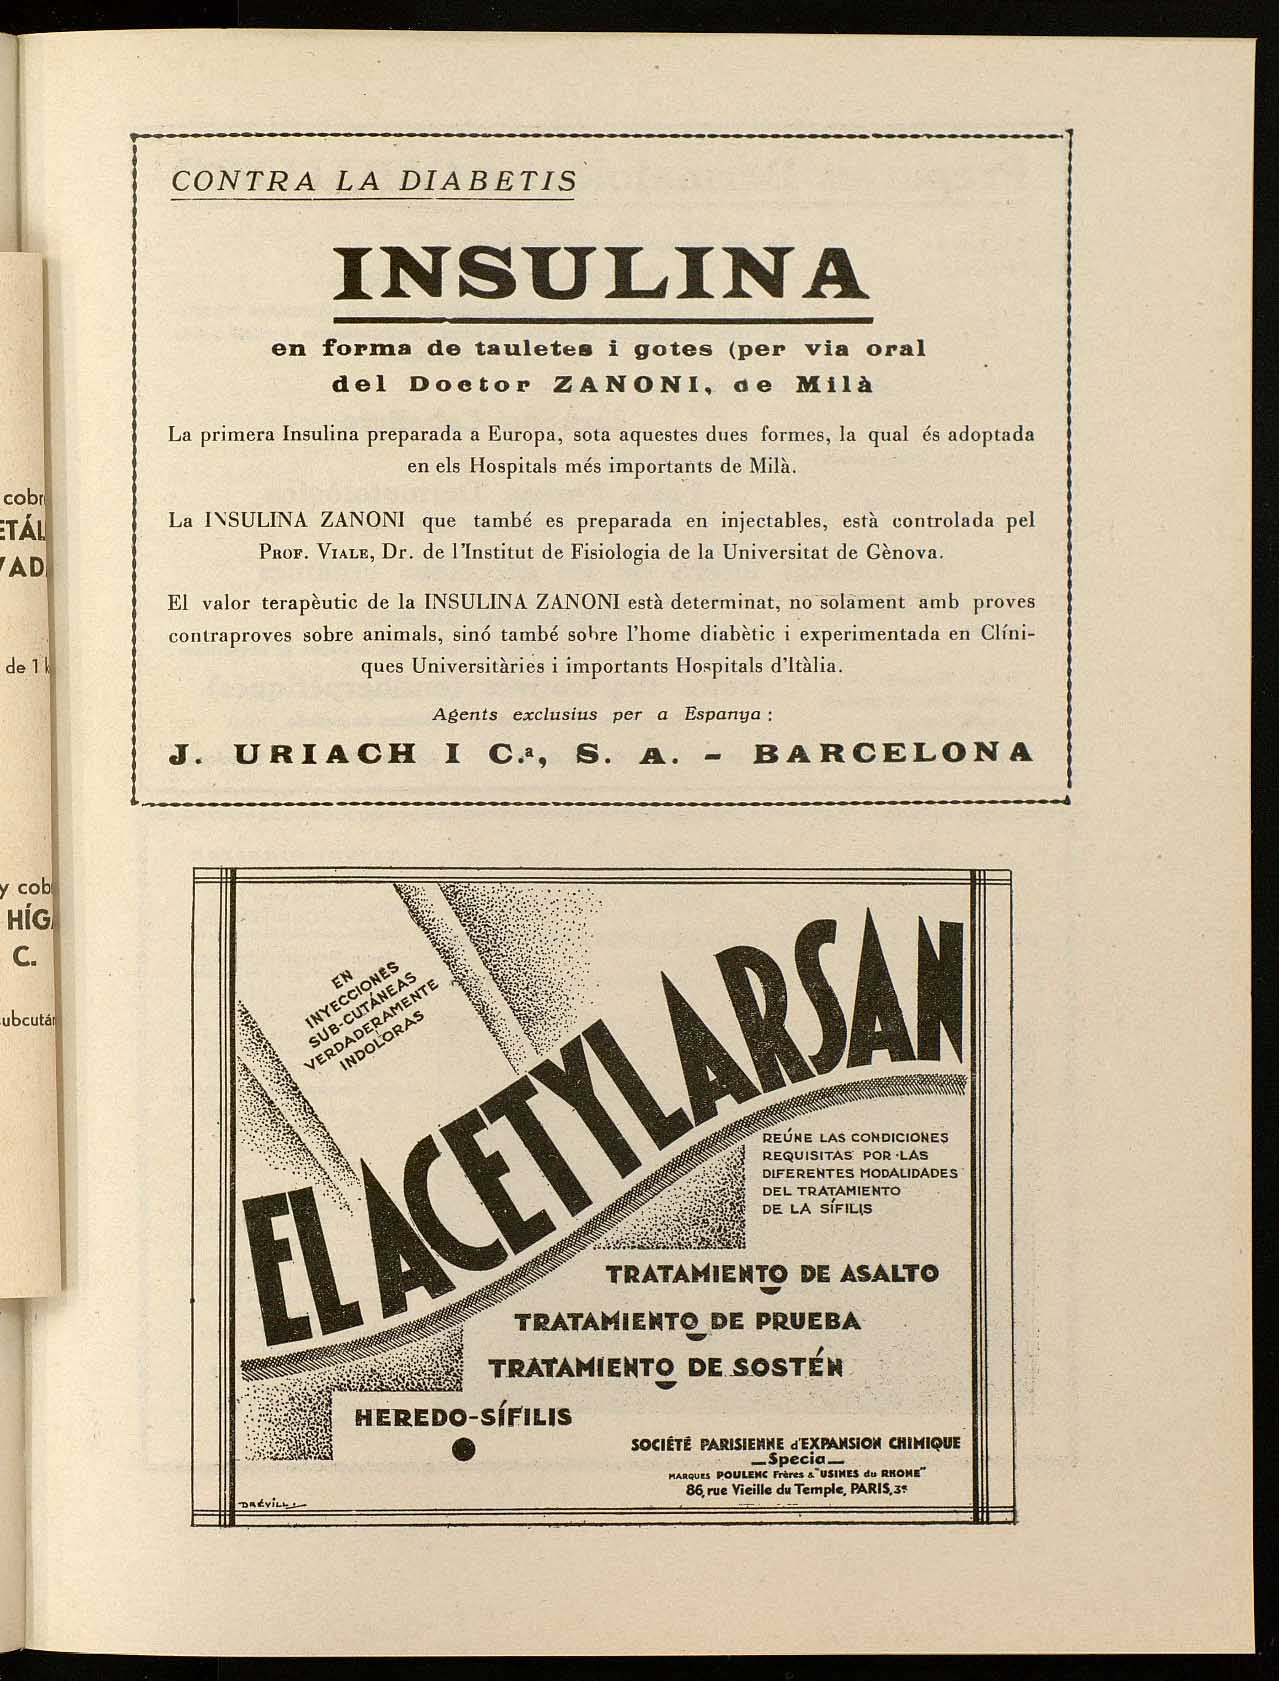 CONTRA LA DIABETIS
INSULINA
en forma de tauletes i gotes (per via oral
del Doctor ZANONI, de Milà
La primera Insulina preparada a Europa, sota aquestes dues formes, la qual és adoptada
en els Hospitals més importants de Milà.
La INSULINA ZANONI que també es preparada en injectables, està controlada pel
PROF. VIALE, Dr. de l'Institut de Fisiologia de la Universitat de Gènova.
El valor terapèutic de la INSULINA ZANONI està determinat, no solament amb proves
contraproves sobre animals, sinó també sobre l'home diabètic i experimentada en Clíni-
ques Universitàries i importants Hospitals d'Itàlia.
Agents exclusius per a Espanya :
J. URIACH I C.ª, S. A. - BARCELONA
cobr
ETÁL
VAD
de 1 k
y cob
HÍG
C.
ubcután
EN
INYECCIONES
SUB-CUTÁNEAS
VERDADERAMENTE
INDOLORAS
EL ACETYLARSAN
REÚNE LAS CONDICIONES
REQUISITAS POR LAS
DIFERENTES MODALIDADES
DEL TRATAMIENTO
DE LA SÍFILIS
TRATAMIENTO DE ASALTO
TRATAMIENTO DE PRUEBA
TRATAMIENTO DE SOSTÉN
HEREDO-SÍFILIS
SOCIÉTÉ PARISIENNE d'EXPANSION CHIMIQUE
Specia
MARQUES POULENC Frères & "USINES du RHONE"
86, rue Vieille du Temple, PARIS, 3e